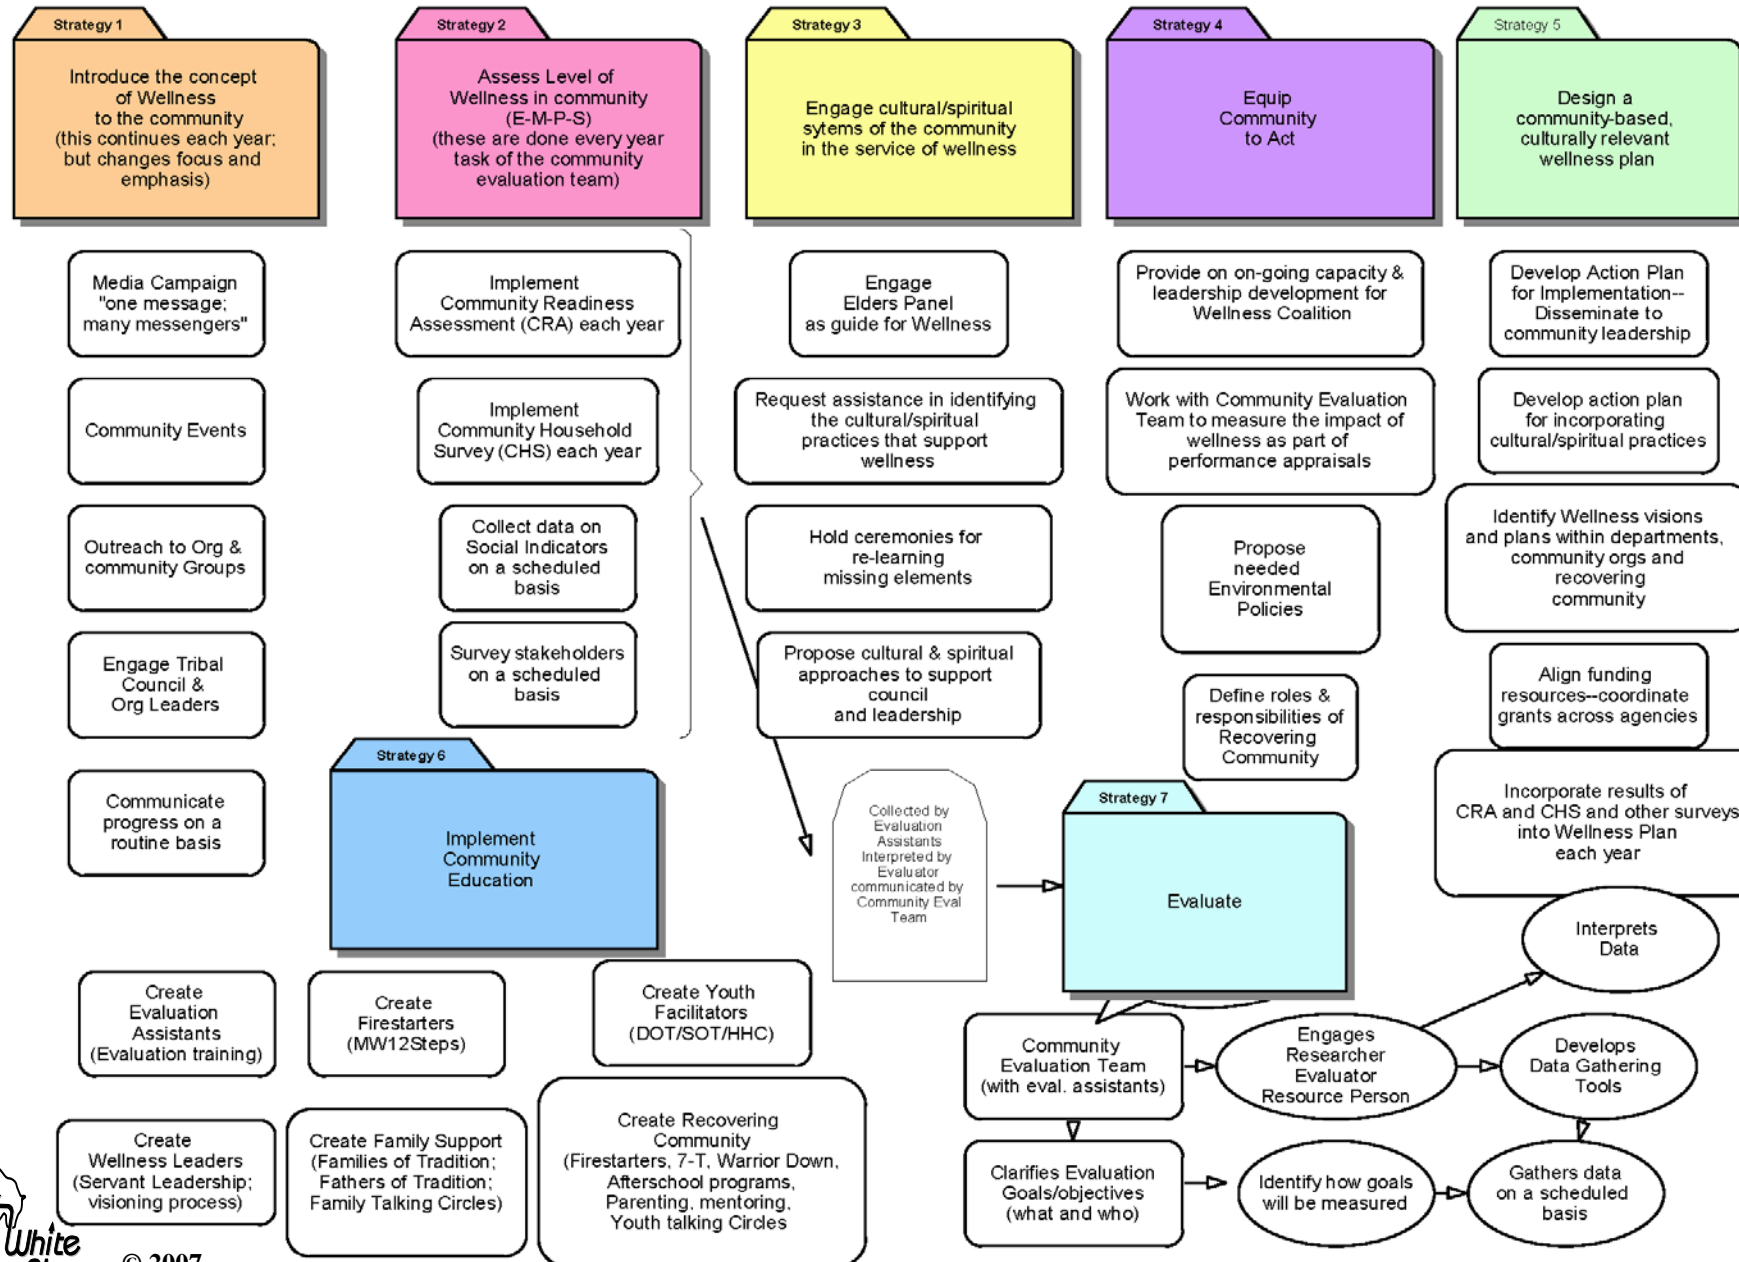 Strategy 1
Introduce the concept
of Wellness
to the community
(this continues each year;
but changes focus and
emphasis)
Media Campaign
"one message;
many messengers"
Community Events
Outreach to Org &
community Groups
Engage Tribal
Council &
Org Leaders
Communicate
progress on a
routine basis
Strategy 2
Assess Level of
Wellness in community
(E-M-P-S)
(these are done every year
task of the community
evaluation team)
Implement
Community Readiness
Assessment (CRA) each year
Implement
Community Household
Survey (CHS) each year
Collect data on
Social Indicators
on a scheduled
basis
Survey stakeholders
on a scheduled
basis
Strategy 3
Engage cultural/spiritual
sytems of the community
in the service of wellness
Engage
Elders Panel
as guide for Wellness
Request assistance in identifying
the cultural/spiritual
practices that support
wellness
Hold ceremonies for
re-learning
missing elements
Propose cultural & spiritual
approaches to support
council
and leadership
Strategy 4
Equip
Community
to Act
Provide on on-going capacity &
leadership development for
Wellness Coalition
Work with Community Evaluation
Team to measure the impact of
wellness as part of
performance appraisals
Propose
needed
Environmental
Policies
Define roles &
responsibilities of
Recovering
Community
Strategy 5
Design a
community-based,
culturally relevant
wellness plan
Develop Action Plan
for Implementation--
Disseminate to
community leadership
Develop action plan
for incorporating
cultural/spiritual practices
Identify Wellness visions
and plans within departments,
community orgs and
recovering
community
Align funding
resources--coordinate
grants across agencies
Incorporate results of
CRA and CHS and other surveys
into Wellness Plan
each year
Strategy 6
Implement
Community
Education
Create
Evaluation
Assistants
(Evaluation training)
Create
Firestarters
(MW12Steps)
Create Youth
Facilitators
(DOT/SOT/HHC)
Create
Wellness Leaders
(Servant Leadership;
visioning process)
Create Family Support
(Families of Tradition;
Fathers of Tradition;
Family Talking Circles)
Create Recovering
Community
(Firestarters, 7-T, Warrior Down,
Afterschool programs,
Parenting, mentoring,
Youth talking Circles
Collected by
Evaluation
Assistants
Interpreted by
Evaluator
communicated by
Community Eval
Team
Strategy 7
Evaluate
Community
Evaluation Team
(with eval. assistants)
Engages
Researcher
Evaluator
Resource Person
Interprets
Data
Develops
Data Gathering
Tools
Clarifies Evaluation
Goals/objectives
(what and who)
Identify how goals
will be measured
Gathers data
on a scheduled
basis
White
© 2007